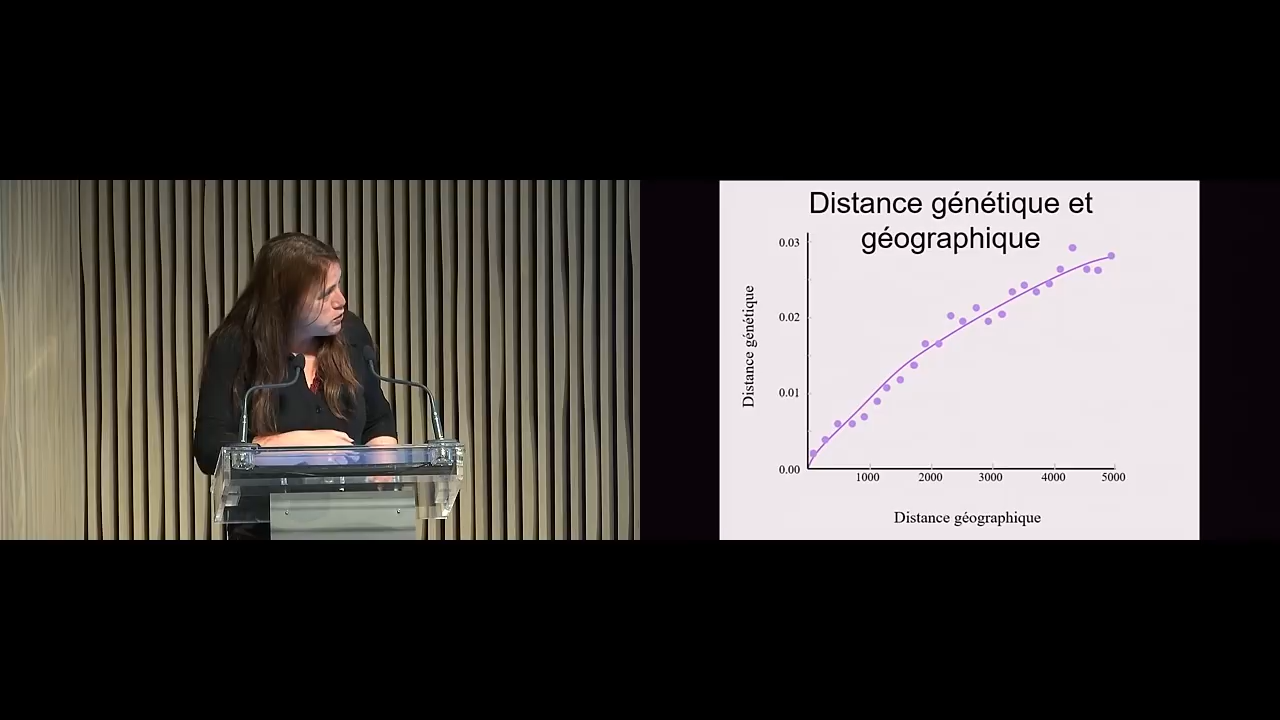 Distance génétique et
géographique
0.03
0.02
0.01
0.00
Distance génétique
1000 2000 3000 4000 5000
Distance géographique